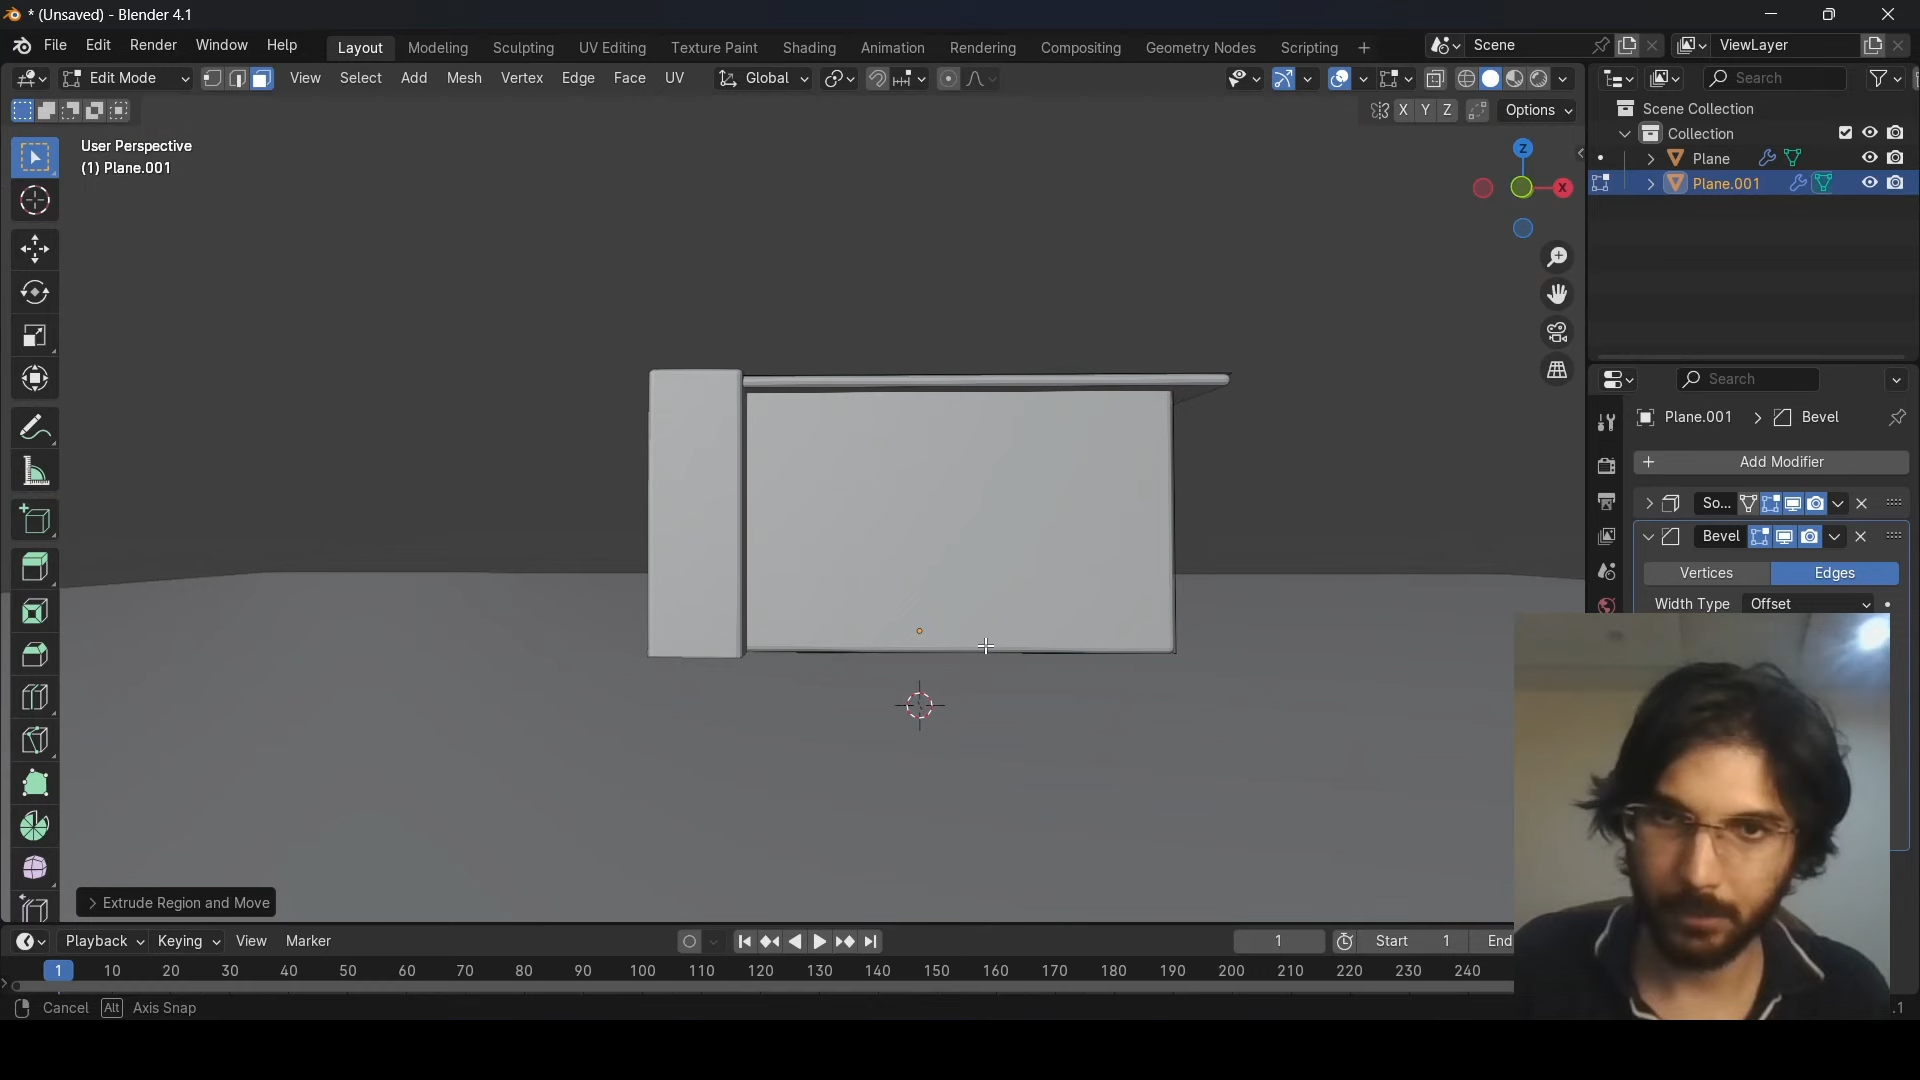 * (Unsaved) - Blender 4.1
File Edit Render Window Help
Layout Modeling Sculpting UV Editing Texture Paint Shading Animation Rendering Compositing Geometry Nodes Scripting +
Scene
ViewLayer
Edit Mode
View Select Add Mesh Vertex Edge Face UV
Global
Search
X Y Z
Options
User Perspective
(1) Plane.001
Z
X
Scene Collection
Collection
Plane
Plane.001
Search
Plane.001 > Bevel
+ Add Modifier
So...
Bevel
Vertices Edges
Width Type Offset
> Extrude Region and Move
Playback Keying View Marker
1
Start 1
End
1 10 20 30 40 50 60 70 80 90 100 110 120 130 140 150 160 170 180 190 200 210 220 230 240
Cancel Alt Axis Snap
.1